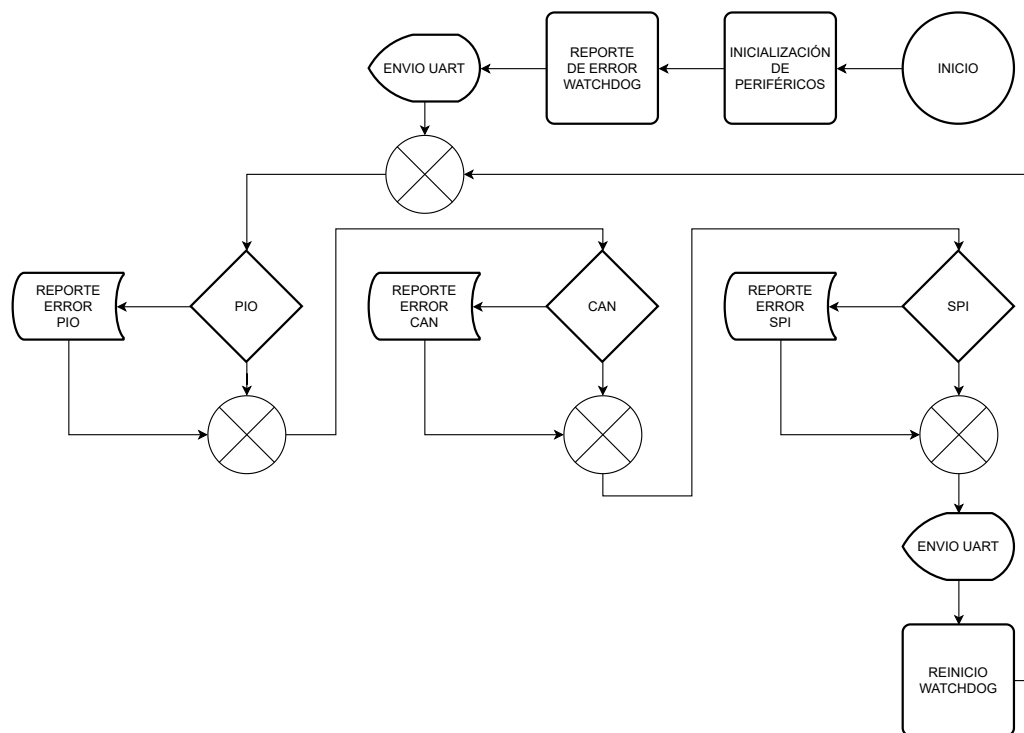 ENVIO UART
REPORTE
DE ERROR
WATCHDOG
INICIALIZACIÓN
DE
PERIFÉRICOS
INICIO
REPORTE
ERROR
PIO
PIO
REPORTE
ERROR
CAN
CAN
REPORTE
ERROR
SPI
SPI
ENVIO UART
REINICIO
WATCHDOG